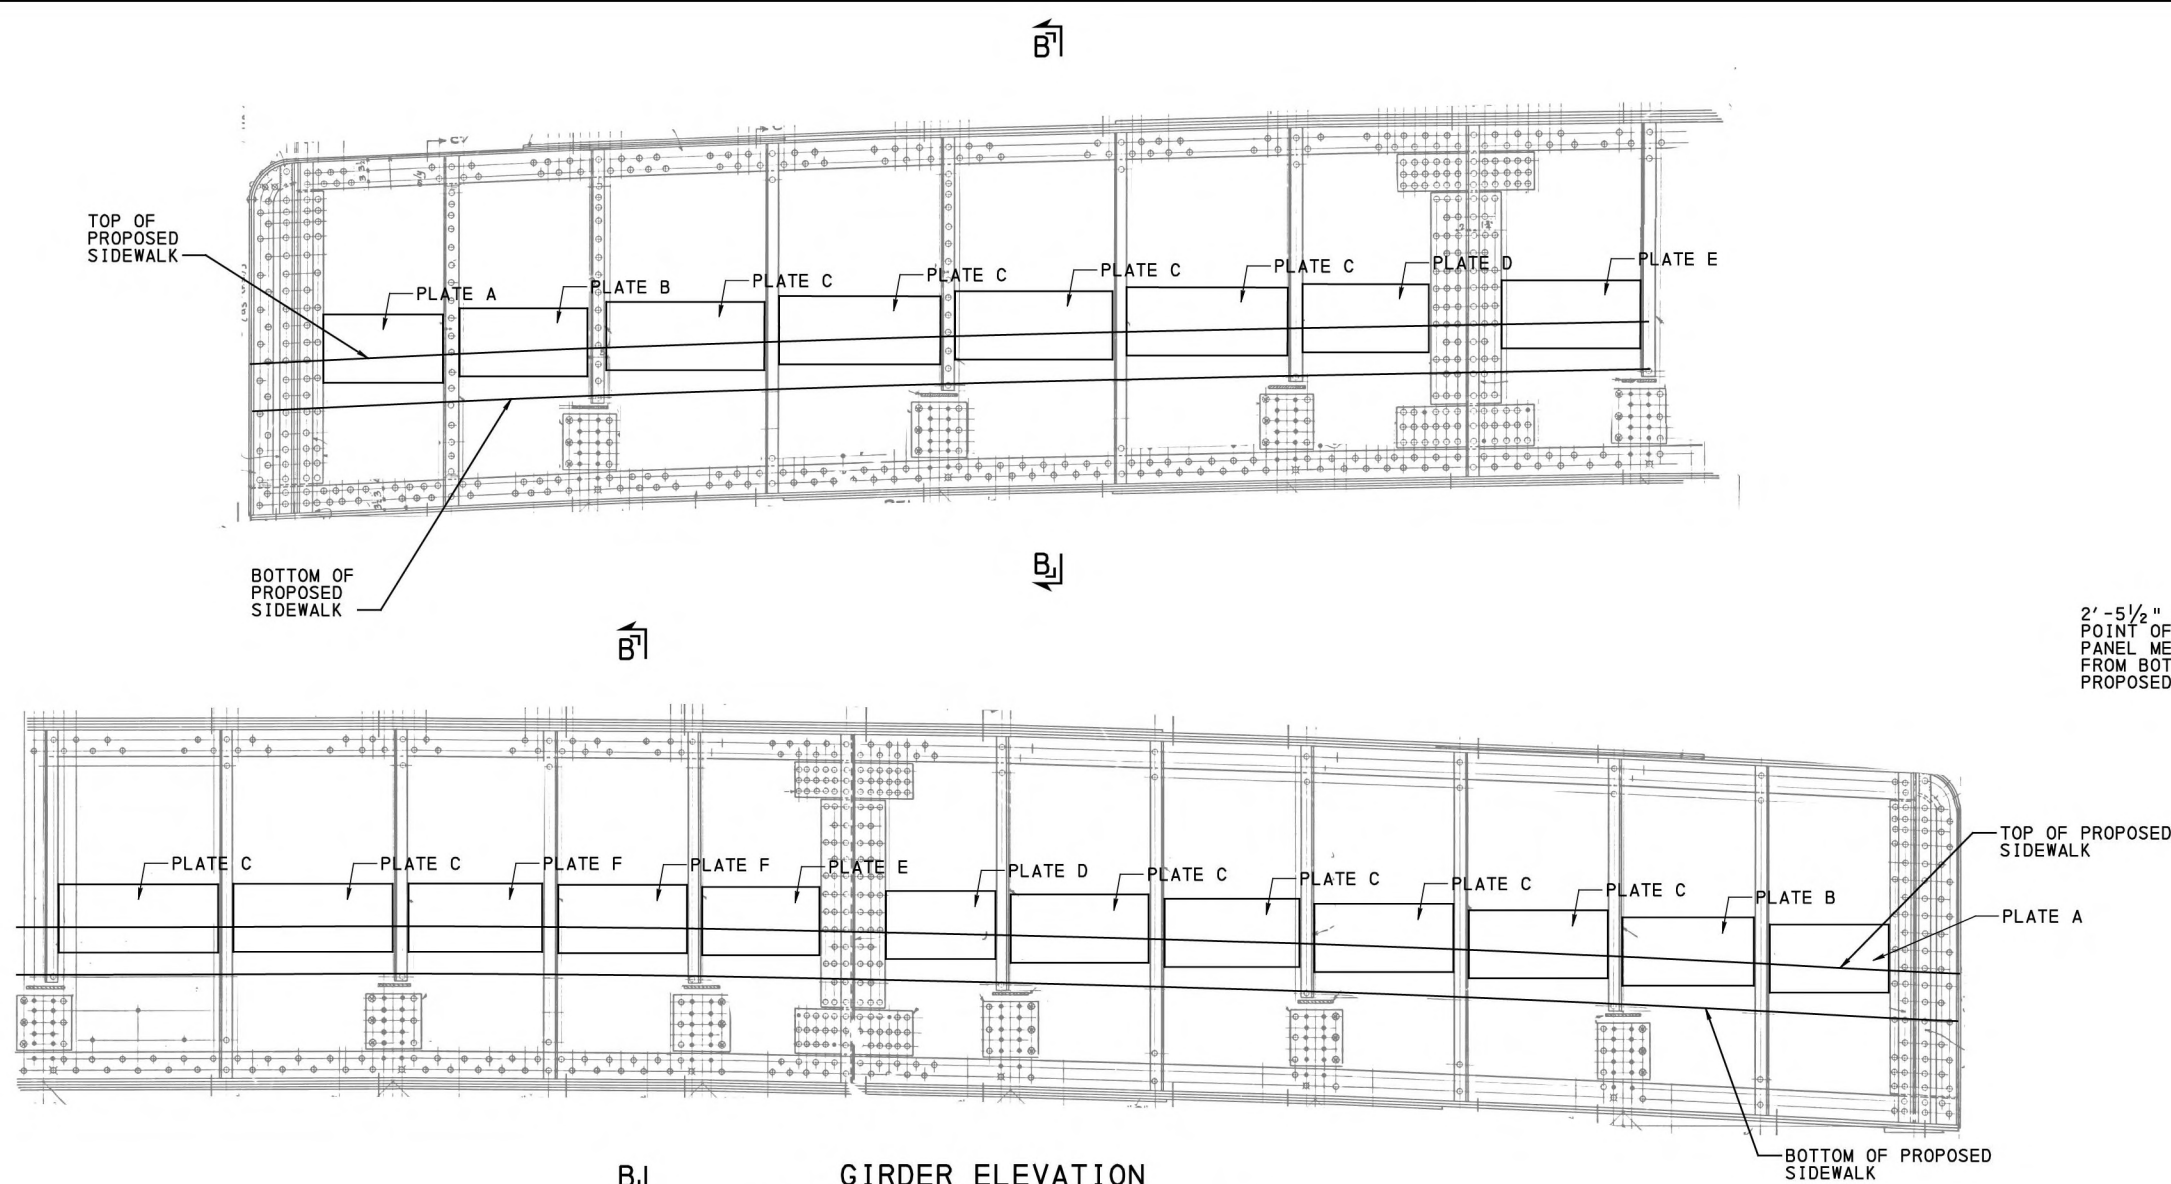 B
TOP OF
PROPOSED
SIDEWALK
PLATE A
PLATE B
PLATE C
PLATE C
PLATE C
PLATE C
PLATE D
PLATE E
BOTTOM OF
PROPOSED
SIDEWALK
B
B
2'-5½"
POINT OF
PANEL ME
FROM BOT
PROPOSED
PLATE C
PLATE C
PLATE F
PLATE F
PLATE E
PLATE D
PLATE C
PLATE C
PLATE C
PLATE C
PLATE B
PLATE A
TOP OF PROPOSED
SIDEWALK
BOTTOM OF PROPOSED
SIDEWALK
B
GIRDER ELEVATION